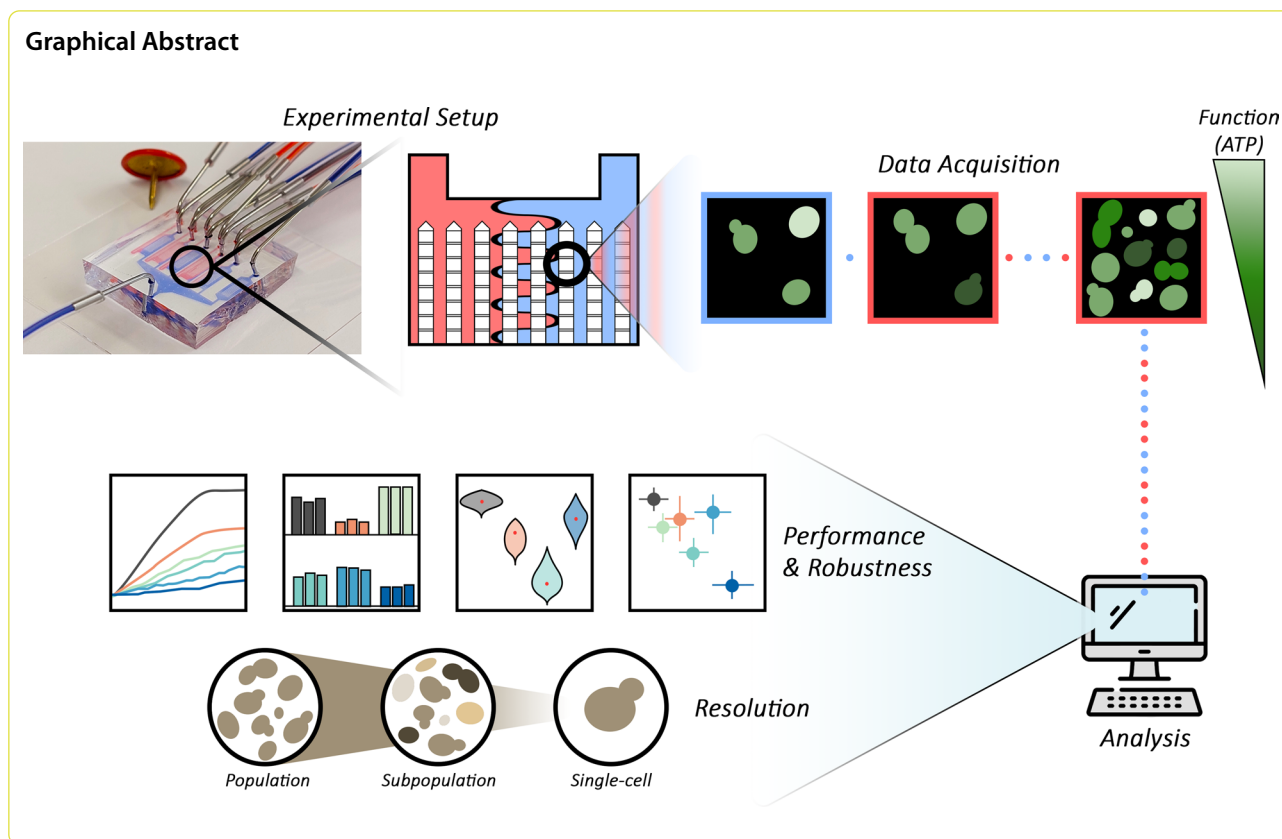 Graphical Abstract
Experimental Setup
Data Acquisition
Function
(ATP)
Performance
& Robustness
Resolution
Population
Subpopulation
Single-cell
Analysis